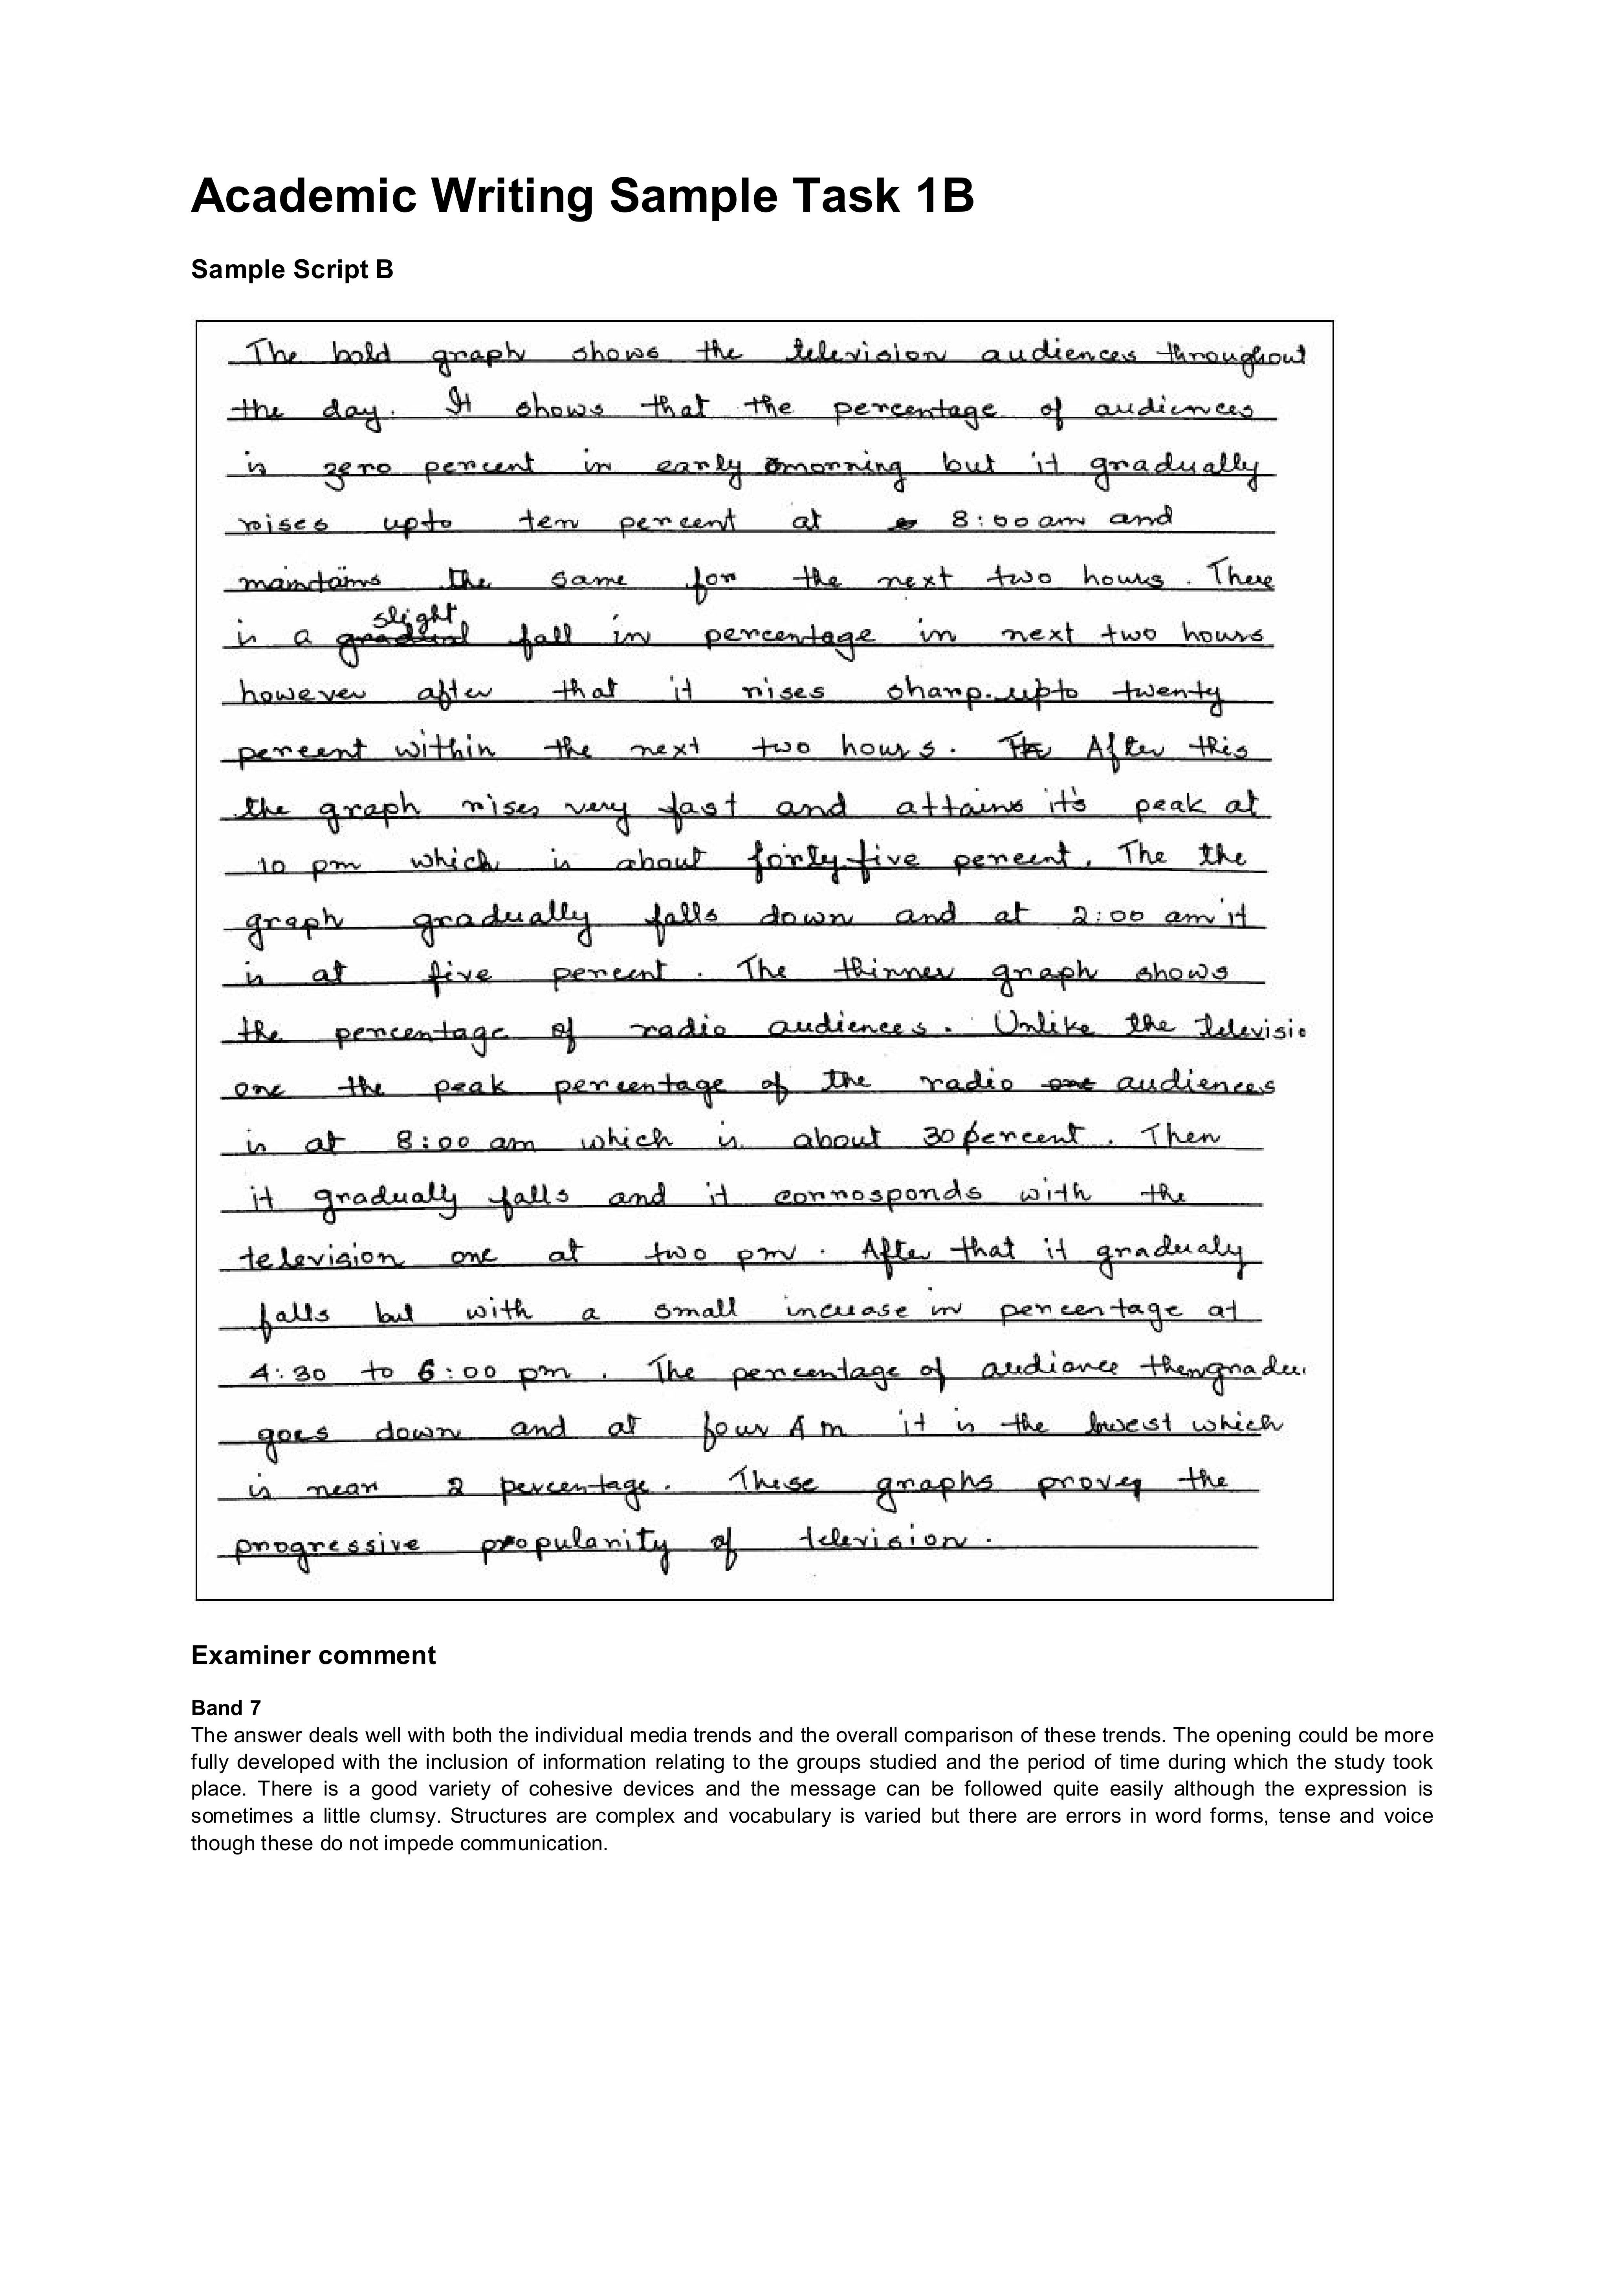 Academic Writing Sample Task 1B
Sample Script B
The bold graph shows the television audiences throughout
the day. It shows that the percentage of audiences
is zero percent in early morning but it gradually
rises upto ten percent at 8:00 am and
maintains the same for the next two hours. There
is a slight fall in percentage in next two hours
however after that it rises sharp upto twenty
percent within the next two hours. After this
the graph rises very fast and attains it's peak at
10 pm which is about forty five percent. The the
graph gradually falls down and at 2:00 am it
is at five percent. The thinner graph shows
the percentage of radio audiences. Unlike the televisio
one the peak percentage of the radio audiences
is at 8:00 am which is about 30 percent. Then
it gradually falls and it corrosponds with the
television one at two pm. After that it gradualy
falls but with a small increase in percentage at
4:30 to 6:00 pm. The percentage of audiance then gradu
goes down and at four Am it is the lowest which
is near 2 percentage. These graphs proves the
progressive propularity of television.
Examiner comment
Band 7
The answer deals well with both the individual media trends and the overall comparison of these trends. The opening could be more
fully developed with the inclusion of information relating to the groups studied and the period of time during which the study took
place. There is a good variety of cohesive devices and the message can be followed quite easily although the expression is
sometimes a little clumsy. Structures are complex and vocabulary is varied but there are errors in word forms, tense and voice
though these do not impede communication.